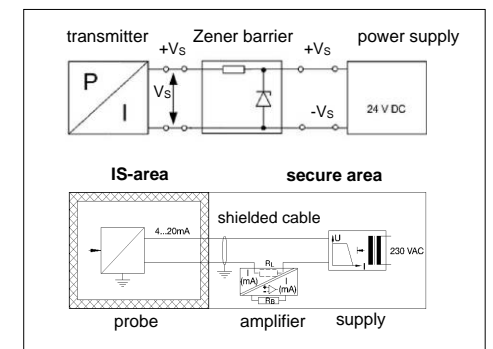 transmitter Zener barrier power supply
+VS +VS
P
VS
I
-VS 24 V DC
IS-area secure area
shielded cable
4...20mA
U
RL
230 VAC
I
I (mA) I (mA)
RB
probe amplifier supply